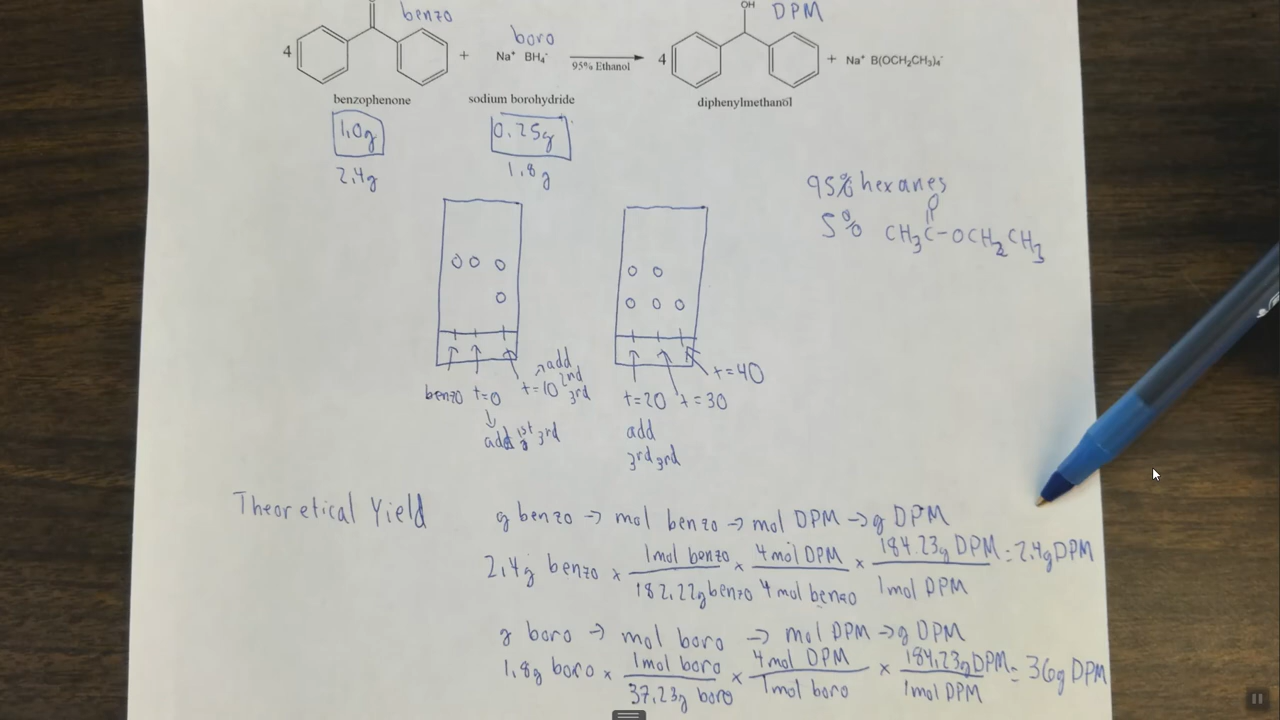 benzo
boro
OH
DPM
4
+
Na⁺ BH₄⁻
95% Ethanol
4
+ Na⁺ B(OCH₂CH₃)₄⁻
benzophenone
sodium borohydride
diphenylmethanol
1.0g
0.25g
2.4g
1.8g
95% hexanes
5% CH₃C-OCH₂CH₃
O
benzo
t=0
t=10
add
2nd
3rd
add 1st 3rd
t=20
t=30
t=40
add
3rd 3rd
Theoretical Yield
g benzo → mol benzo → mol DPM → g DPM
2.4g benzo × 1mol benzo / 182.22g benzo × 4 mol DPM / 4 mol benzo × 184.23g DPM / 1mol DPM = 2.4g DPM
g boro → mol boro → mol DPM → g DPM
1.8g boro × 1mol boro / 37.23g boro × 4mol DPM / 1mol boro × 184.23g DPM / 1mol DPM = 36g DPM